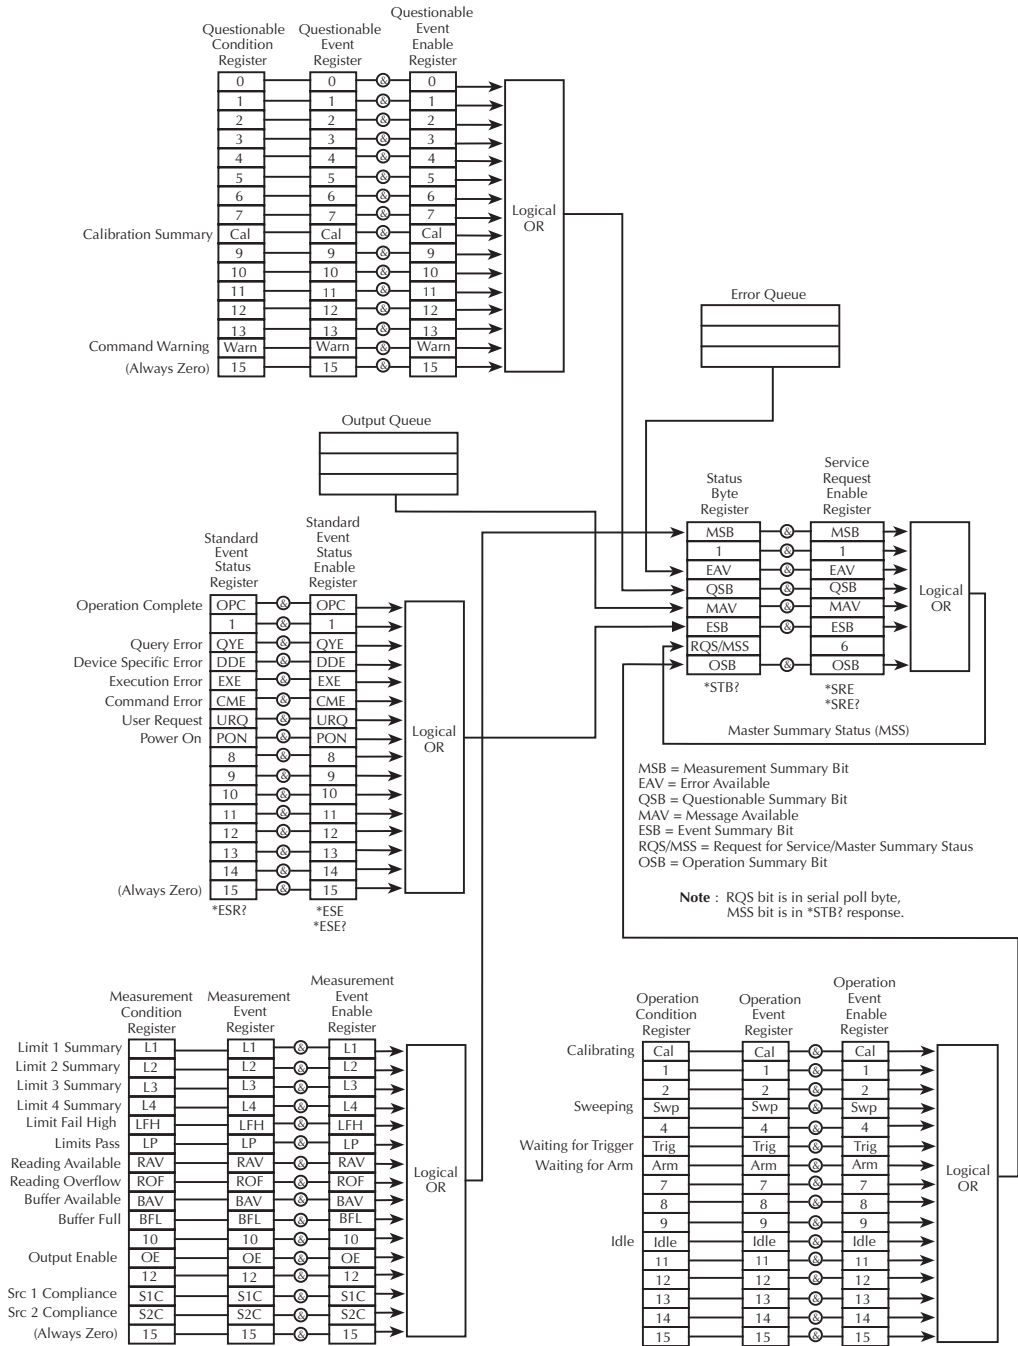 Questionable
Condition
Register
Questionable
Event
Register
Questionable
Event
Enable
Register
0 0 0
1 1 1
2 2 2
3 3 3
4 4 4
5 5 5
6 6 6
7 7 7
Calibration Summary Cal Cal Cal
9 9 9
10 10 10
11 11 11
12 12 12
13 13 13
Command Warning Warn Warn Warn
(Always Zero) 15 15 15
& & & & & & & & & & & & & & & &
Logical
OR
Error Queue
Output Queue
Status
Byte
Register
Service
Request
Enable
Register
MSB & MSB
1 & 1
EAV & EAV
QSB & QSB
MAV & MAV
ESB & ESB
RQS/MSS 6
OSB & OSB
*STB?
*SRE
*SRE?
Logical
OR
Master Summary Status (MSS)
MSB = Measurement Summary Bit
EAV = Error Available
QSB = Questionable Summary Bit
MAV = Message Available
ESB = Event Summary Bit
RQS/MSS = Request for Service/Master Summary Staus
OSB = Operation Summary Bit
Note : RQS bit is in serial poll byte,
MSS bit is in *STB? response.
Standard
Event
Status
Register
Standard
Event
Status
Enable
Register
Operation Complete OPC & OPC
1 & 1
Query Error QYE & QYE
Device Specific Error DDE & DDE
Execution Error EXE & EXE
Command Error CME & CME
User Request URQ & URQ
Power On PON & PON
8 & 8
9 & 9
10 & 10
11 & 11
12 & 12
13 & 13
14 & 14
(Always Zero) 15 & 15
*ESR?
*ESE
*ESE?
Logical
OR
Measurement
Condition
Register
Measurement
Event
Register
Measurement
Event
Enable
Register
Limit 1 Summary L1 L1 & L1
Limit 2 Summary L2 L2 & L2
Limit 3 Summary L3 L3 & L3
Limit 4 Summary L4 L4 & L4
Limit Fail High LFH LFH & LFH
Limits Pass LP LP & LP
Reading Available RAV RAV & RAV
Reading Overflow ROF ROF & ROF
Buffer Available BAV BAV & BAV
Buffer Full BFL BFL & BFL
10 10 & 10
Output Enable OE OE & OE
12 12 & 12
Src 1 Compliance S1C S1C & S1C
Src 2 Compliance S2C S2C & S2C
(Always Zero) 15 15 & 15
Logical
OR
Operation
Condition
Register
Operation
Event
Register
Operation
Event
Enable
Register
Calibrating Cal Cal & Cal
1 1 & 1
2 2 & 2
Sweeping Swp Swp & Swp
4 4 & 4
Waiting for Trigger Trig Trig & Trig
Waiting for Arm Arm Arm & Arm
7 7 & 7
8 8 & 8
9 9 & 9
Idle Idle Idle & Idle
11 11 & 11
12 12 & 12
13 13 & 13
14 14 & 14
15 15 & 15
Logical
OR